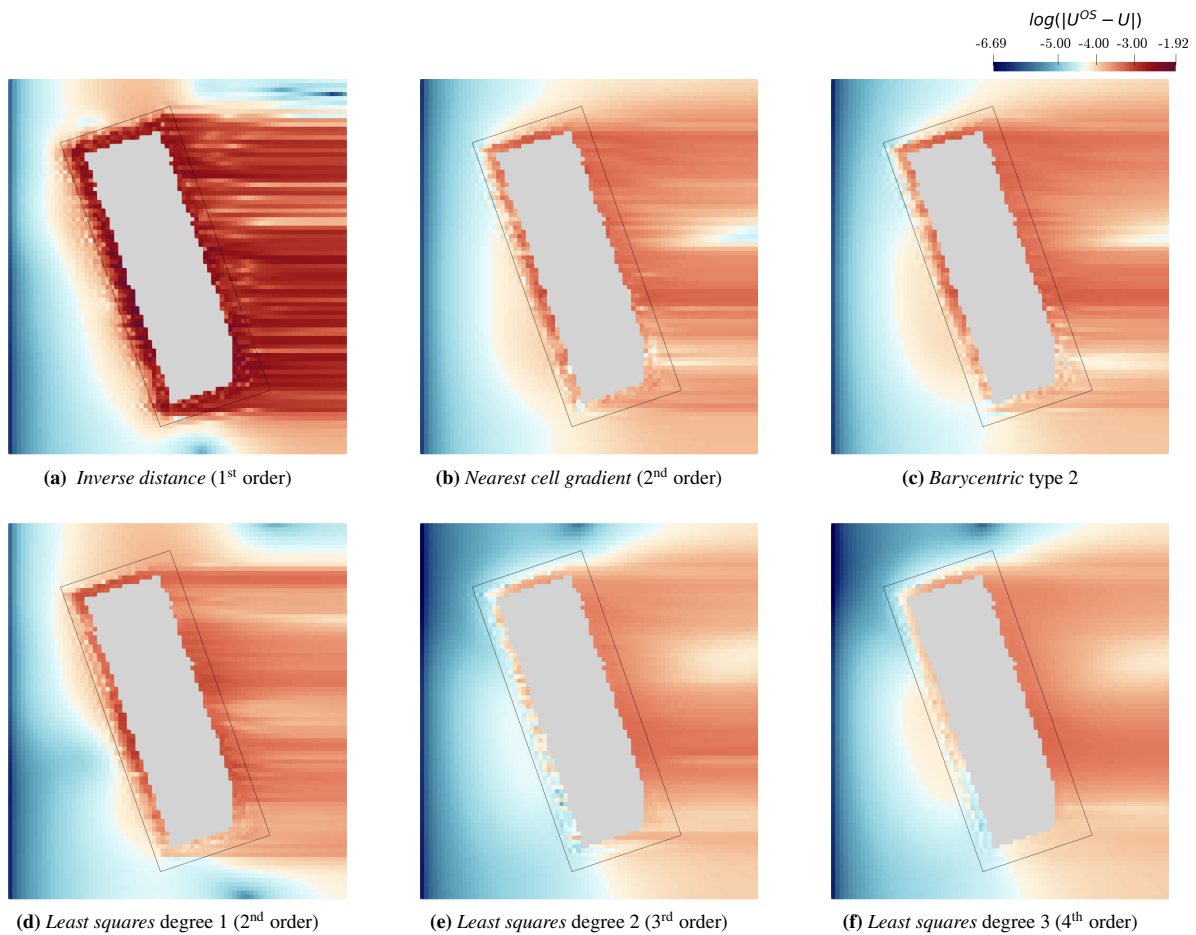 log(|U^OS − U|)
-6.69 -5.00 -4.00 -3.00 -1.92
(a) Inverse distance (1st order)
(b) Nearest cell gradient (2nd order)
(c) Barycentric type 2
(d) Least squares degree 1 (2nd order)
(e) Least squares degree 2 (3rd order)
(f) Least squares degree 3 (4th order)